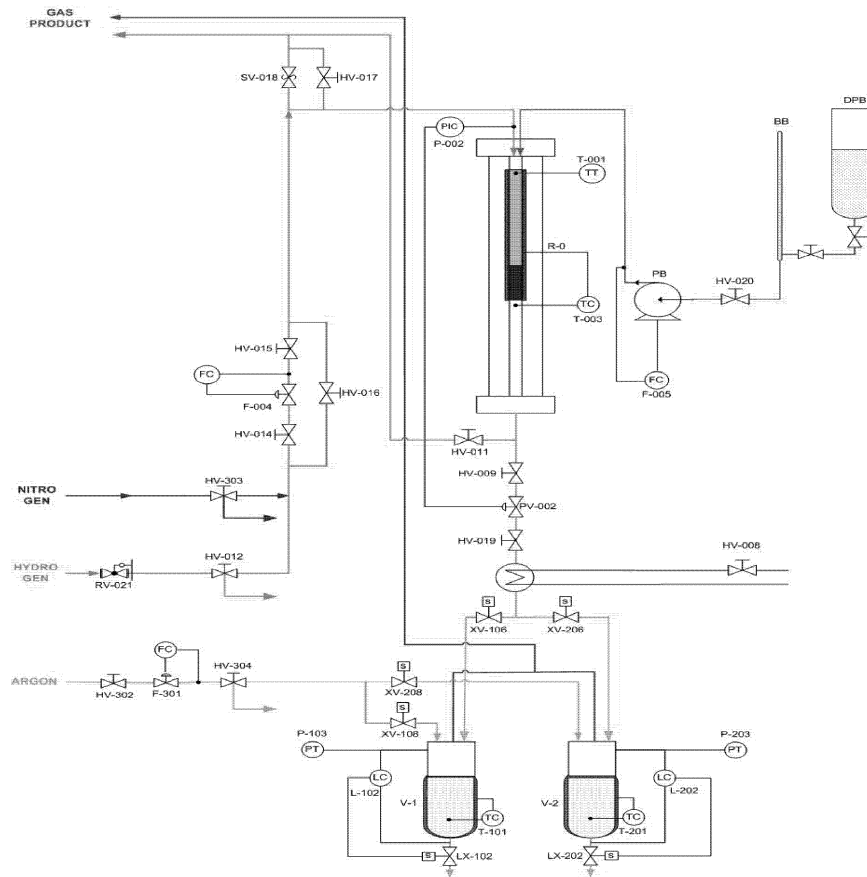 GAS
PRODUCT
SV-018
HV-017
PIC
P-002
T-001
TT
R-0
TC
T-003
BB
DPB
PB
HV-020
FC
F-005
HV-015
FC
F-004
HV-016
HV-014
HV-011
HV-009
PV-002
HV-019
HV-008
NITRO
GEN
HV-303
HV-012
HYDRO
GEN
RV-021
S
XV-106
S
XV-206
FC
ARGON
HV-302
F-301
HV-304
S
XV-208
S
XV-108
P-103
PT
P-203
PT
LC
L-102
V-1
TC
T-101
S
LX-102
LC
L-202
V-2
TC
T-201
LX-202
S